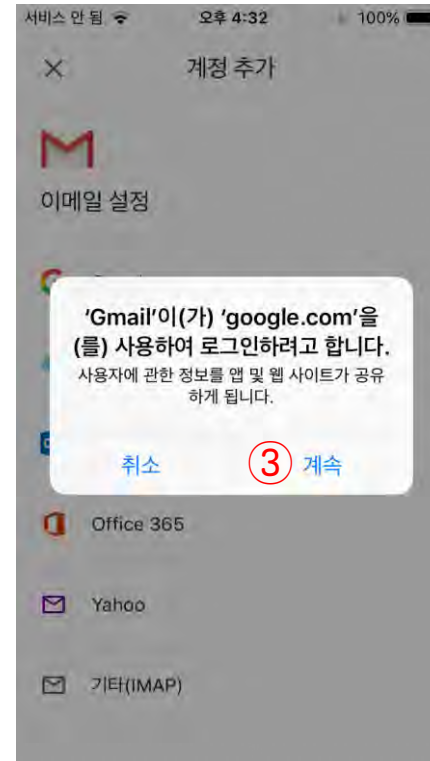 서비스 안 됨 오후 4:32 100%
계정 추가
이메일 설정
'Gmail'이(가) 'google.com'을
(를) 사용하여 로그인하려고 합니다.
사용자에 관한 정보를 앱 및 웹 사이트가 공유
하게 됩니다.
취소 ③ 계속
Office 365
Yahoo
기타(IMAP)